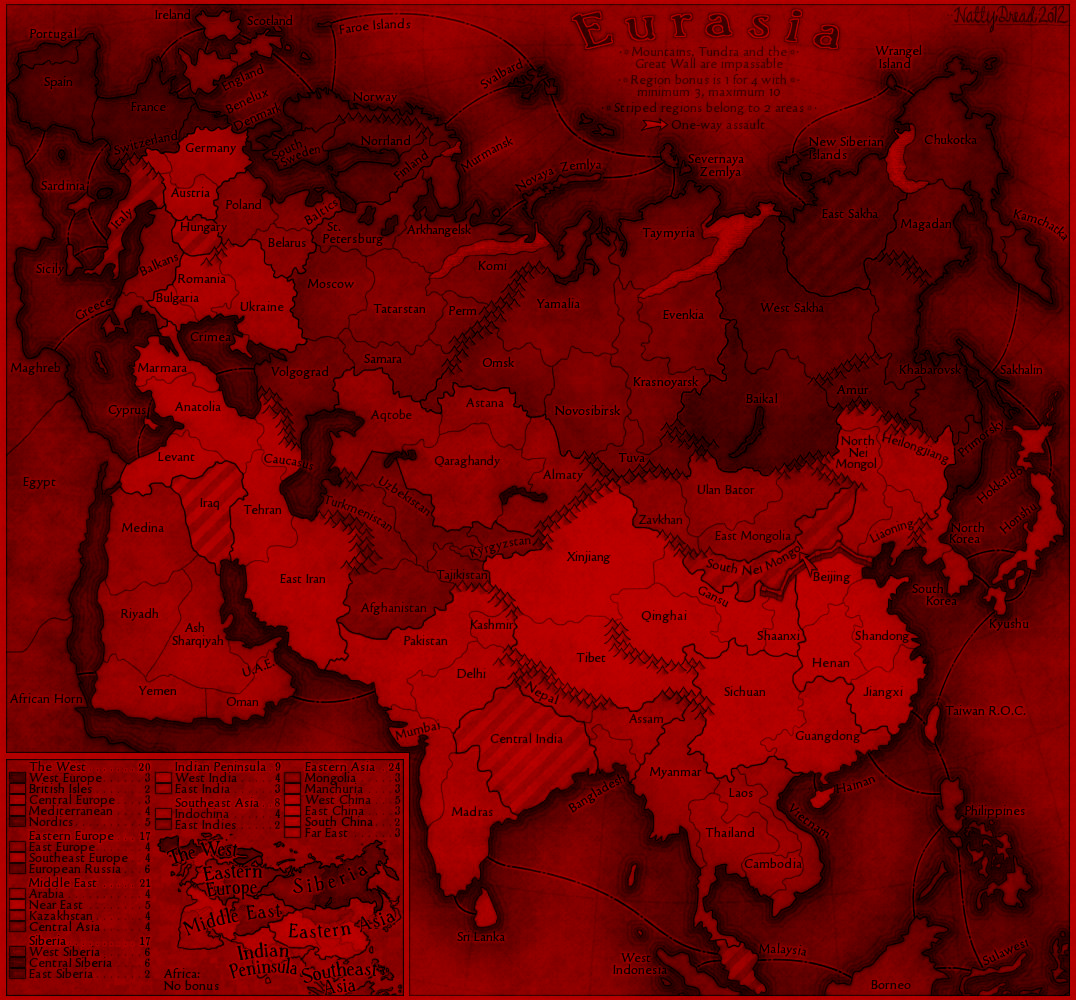 Eurasia
Natty Dread 2012
Mountains, Tundra and the
Great Wall are impassable
Region bonus is 1 for 4 with
minimum 3, maximum 10
Striped regions belong to 2 areas
One way assault
Ireland
Scotland
Faroe Islands
Portugal
Spain
France
England
Benelux
Denmark
Norway
Svalbard
Wrangel
Island
Switzerland
Germany
South
Sweden
Norrland
Finland
Murmansk
Novaya Zemlya
Severnaya
Zemlya
New Siberian
Islands
Chukotka
Kamchatka
Sardinia
Italy
Austria
Poland
Baltics
St.
Petersburg
Arkhangelsk
Komi
Taymyria
East Sakha
Magadan
Sicily
Hungary
Belarus
Balkans
Romania
Bulgaria
Greece
Ukraine
Moscow
Tatarstan
Perm
Yamalia
Evenkia
West Sakha
Crimea
Maghreb
Marmara
Volgograd
Samara
Omsk
Krasnoyarsk
Baikal
Amur
Khabarovsk
Sakhalin
Cyprus
Anatolia
Aqtobe
Astana
Novosibirsk
Tuva
North
Nei
Mongol
Heilongjiang
Primorsky
Levant
Caucasus
Qaraghandy
Almaty
Ulan Bator
Hokkaido
Egypt
Iraq
Tehran
Turkmenistan
Uzbekistan
Kyrgyzstan
Zavkhan
East Mongolia
Liaoning
North
Korea
Honshu
Medina
East Iran
Tajikistan
Xinjiang
South Nei Mongol
Gansu
Beijing
South
Korea
Kyushu
Riyadh
Ash
Sharqiyah
Afghanistan
Kashmir
Pakistan
Qinghai
Shaanxi
Shandong
Henan
U.A.E.
Delhi
Tibet
African Horn
Yemen
Oman
Nepal
Sichuan
Jiangxi
Taiwan R.O.C.
Mumbai
Central India
Assam
Guangdong
Myanmar
Bangladesh
Laos
Hainan
Madras
Thailand
Vietnam
Cambodia
Philippines
Sri Lanka
Malaysia
West
Indonesia
Borneo
Sulawesi
The West 20
West Europe 3
British Isles 2
Central Europe 3
Mediterranean 4
Nordics 5
Eastern Europe 17
East Europe 4
Southeast Europe 4
European Russia 6
Middle East 21
Arabia 4
Near East 5
Kazakhstan 4
Central Asia 4
Siberia 17
West Siberia 6
Central Siberia 6
East Siberia 2
Indian Peninsula 9
West India 4
East India 3
Southeast Asia 8
Indochina 4
East Indies 2
Eastern Asia 24
Mongolia 3
Manchuria 3
West China 5
East China 3
South China 2
Far East 3
The West
Eastern
Europe
Siberia
Middle East
Eastern Asia
Indian
Peninsula
Southeast
Asia
Africa:
No bonus